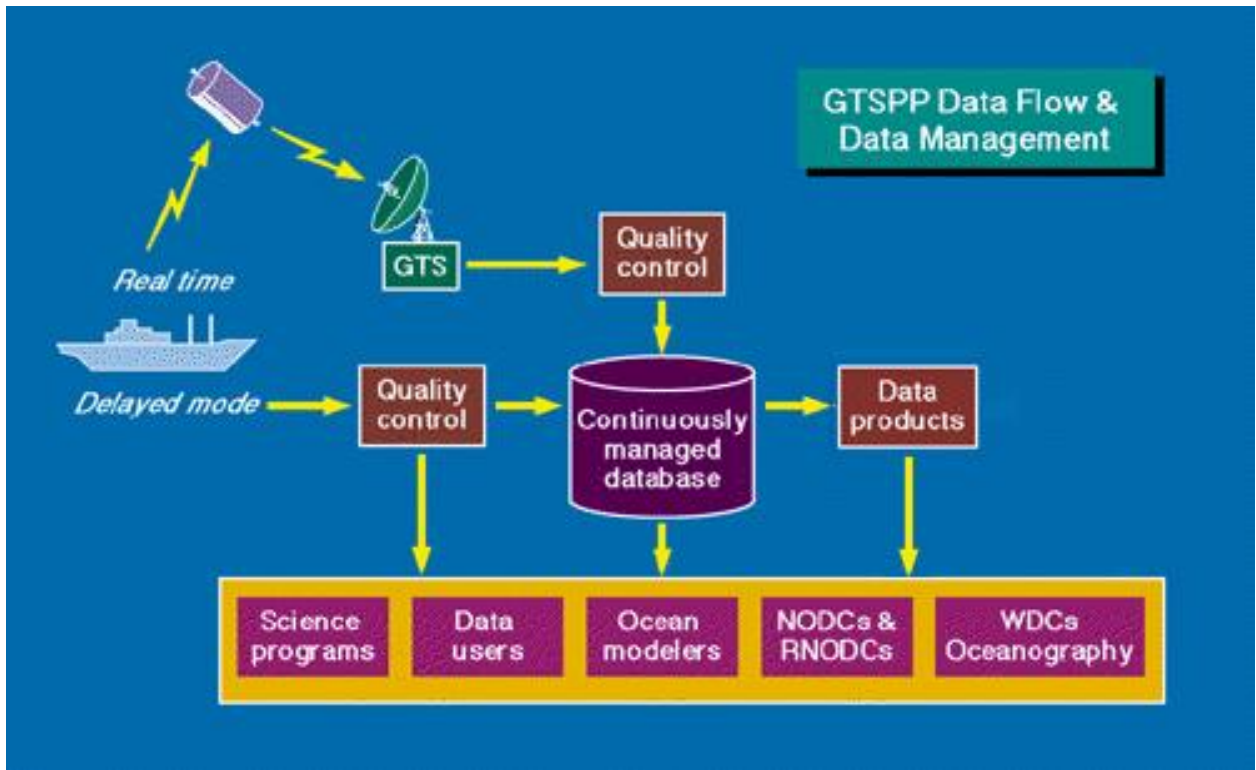 GTSPP Data Flow &
Data Management
Quality
control
GTS
Real time
Delayed mode
Quality
control
Continuously
managed
database
Data
products
Science
programs
Data
users
Ocean
modelers
NODCs &
RNODCs
WDCs
Oceanography